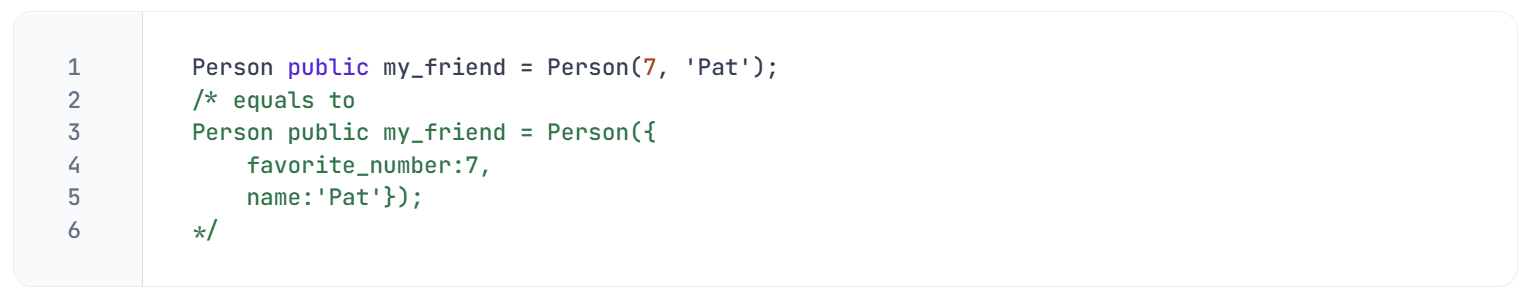 1 Person public my_friend = Person(7, 'Pat');
2 /* equals to
3 Person public my_friend = Person({
4     favorite_number:7,
5     name:'Pat'});
6 */